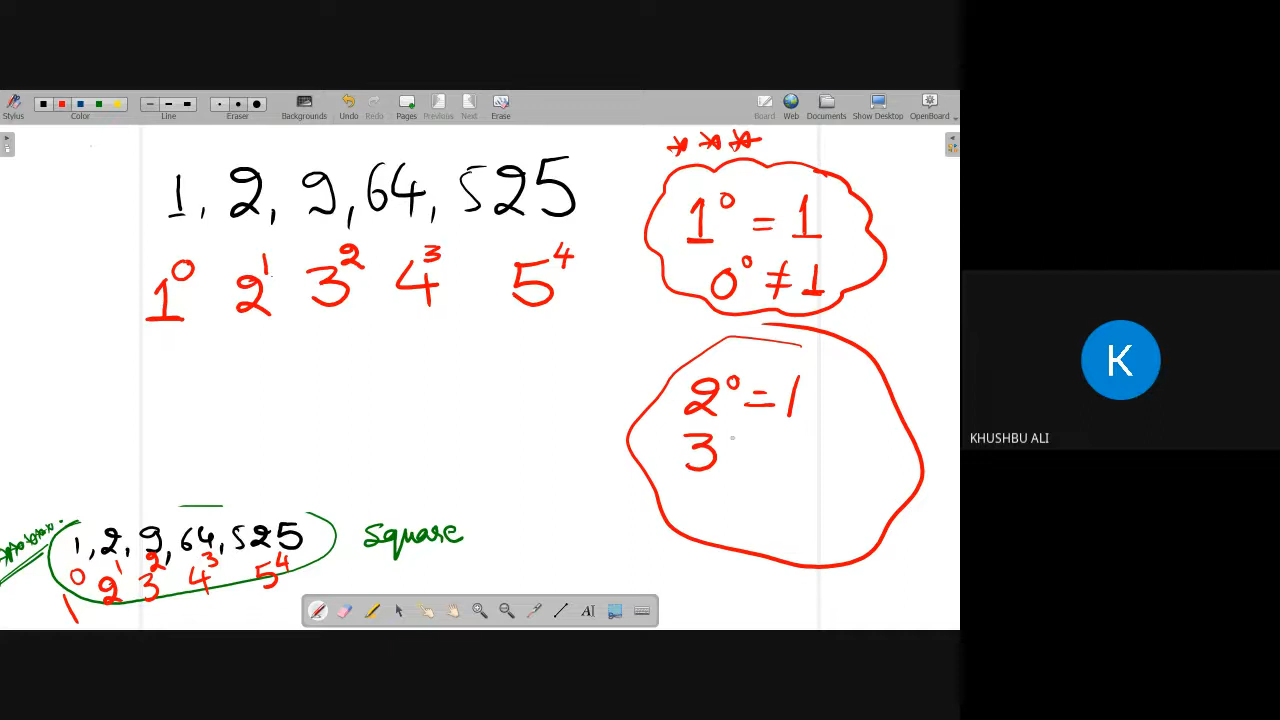 Stylus Color Line Eraser Backgrounds Undo Redo Pages Previous Next Erase Board Web Documents Show Desktop OpenBoard
1, 2, 9, 64, 525
1⁰ 2¹ 3² 4³ 5⁴
1⁰ = 1
0⁰ ≠ 1
2⁰ = 1
3
K
KHUSHBU ALI
1, 2, 9, 64, 525 square
1⁰ 2¹ 3² 4³ 5⁴
AI